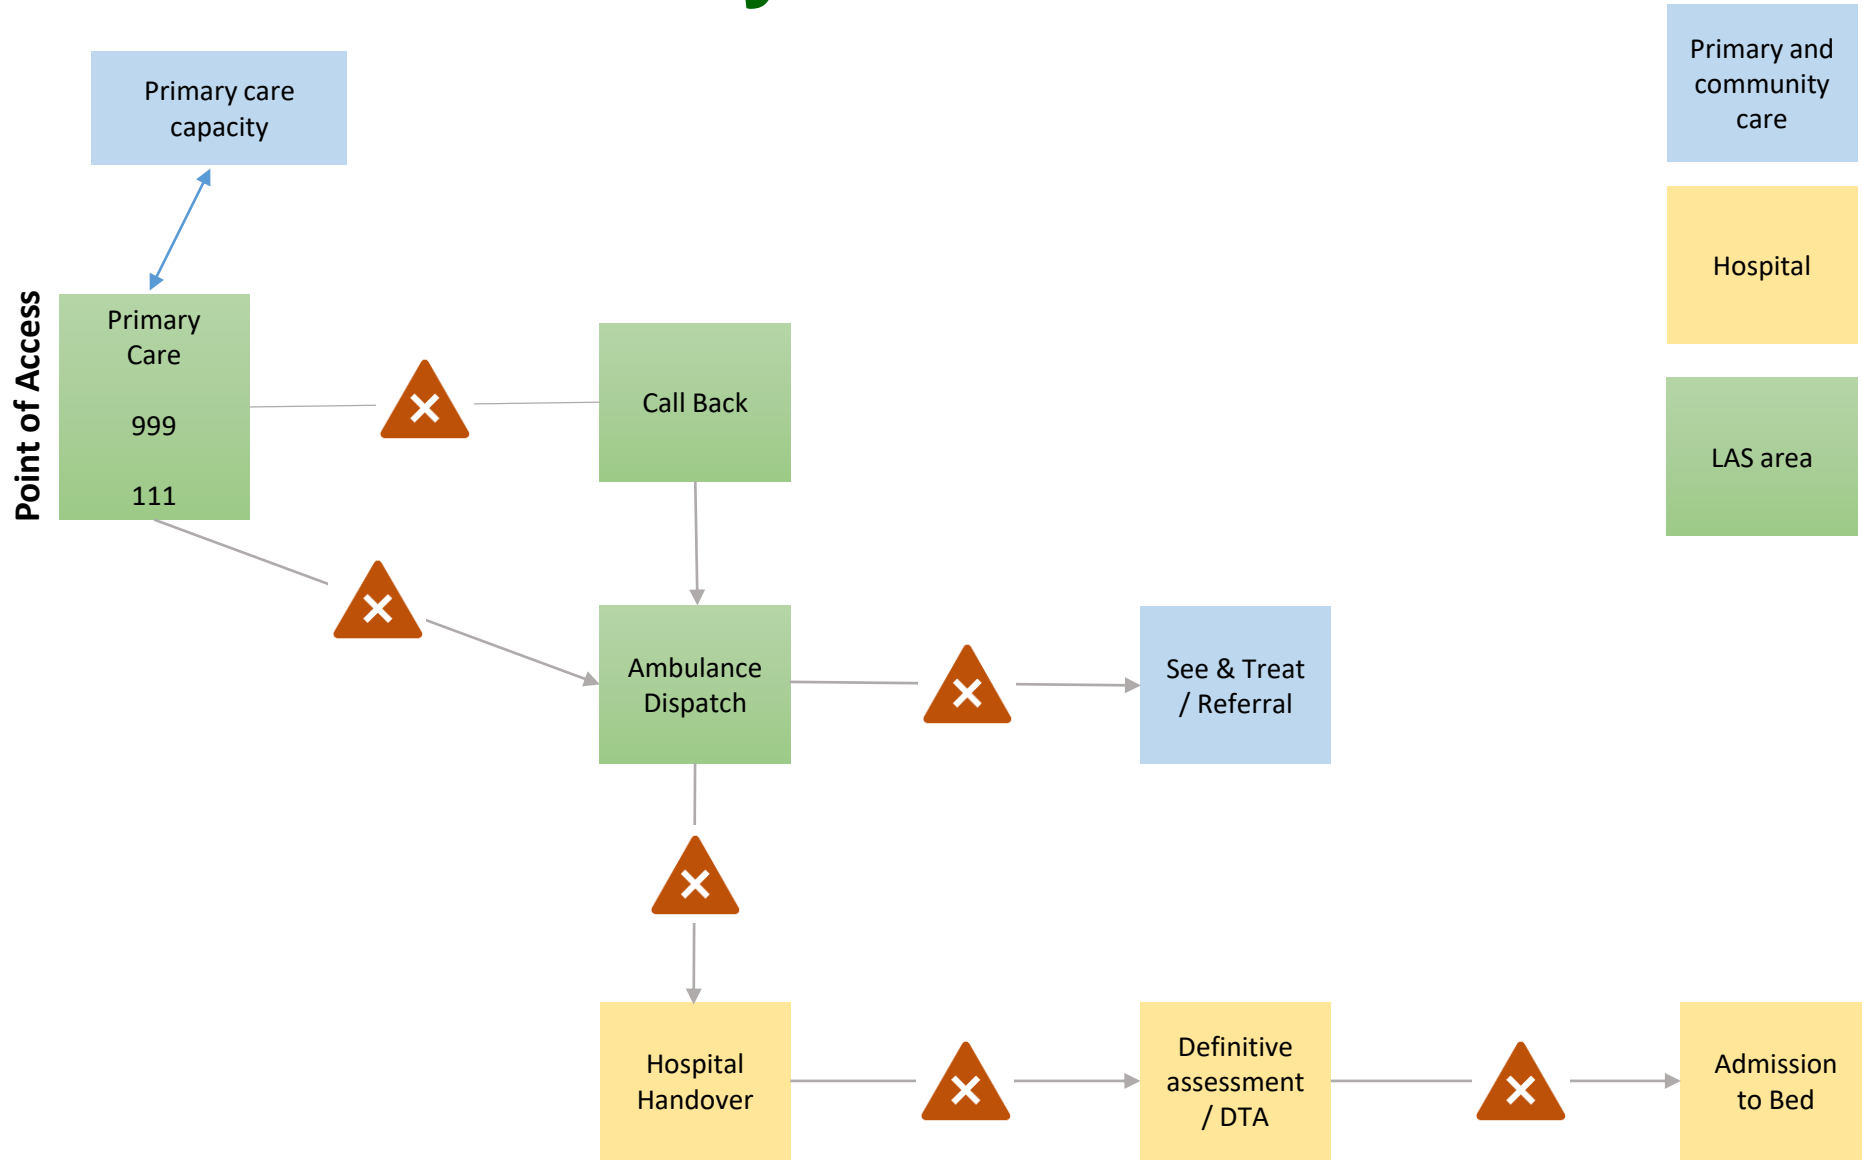 Primary care
capacity
Primary and
community
care
Hospital
LAS area
Point of Access
Primary
Care
999
111
Call Back
Ambulance
Dispatch
See & Treat
/ Referral
Hospital
Handover
Definitive
assessment
/ DTA
Admission
to Bed